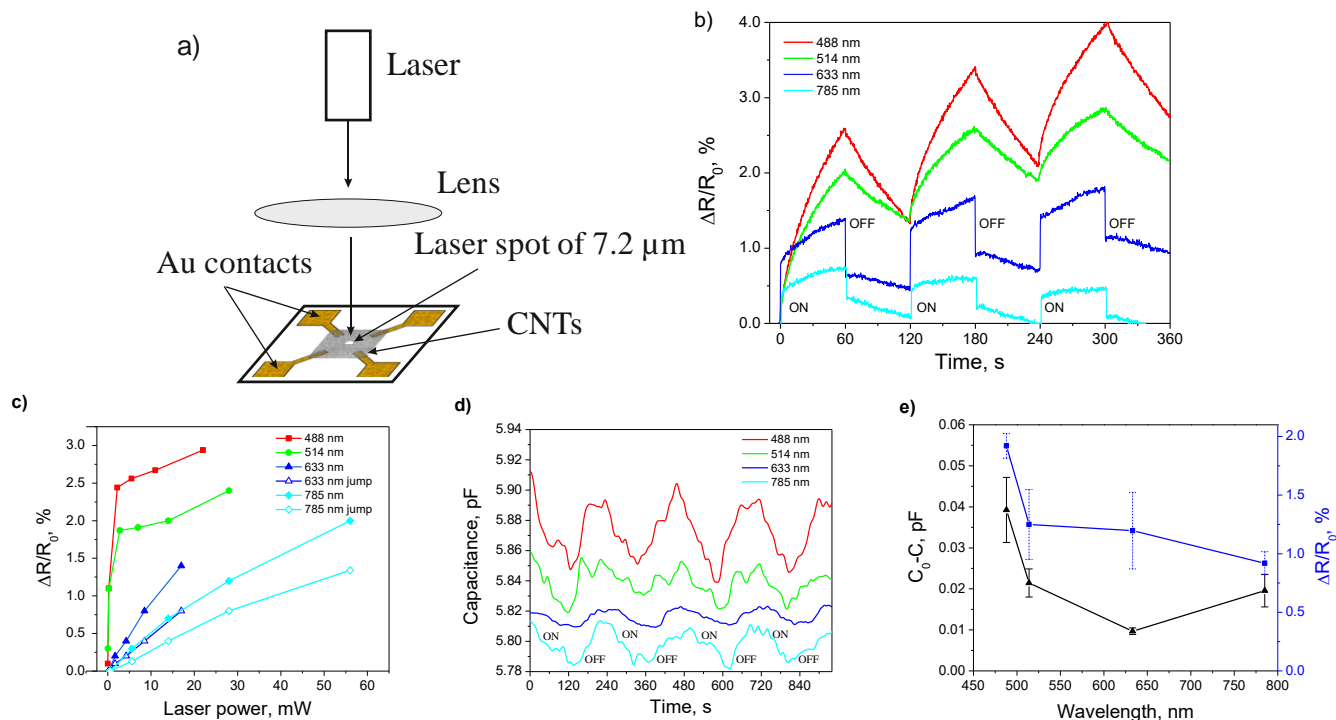 a)
Laser
Lens
Laser spot of 7.2 µm
Au contacts
CNTs
b)
4.0
3.0
2.0
1.0
0.0
ΔR/R0, %
488 nm
514 nm
633 nm
785 nm
OFF
OFF
OFF
ON
ON
ON
0
60
120
180
240
300
360
Time, s
c)
3.0
2.5
2.0
1.5
1.0
0.5
0.0
ΔR/R0, %
488 nm
514 nm
633 nm
633 nm jump
785 nm
785 nm jump
0
10
20
30
40
50
60
Laser power, mW
d)
5.94
5.92
5.90
5.88
5.86
5.84
5.82
5.80
5.78
Capacitance, pF
488 nm
514 nm
633 nm
785 nm
ON
ON
ON
ON
OFF
OFF
OFF
OFF
0
120
240
360
480
600
720
840
Time, s
e)
0.06
0.05
0.04
0.03
0.02
0.01
0.00
C0-C, pF
2.0
1.5
1.0
0.5
0.0
ΔR/R0, %
450
500
550
600
650
700
750
800
Wavelength, nm